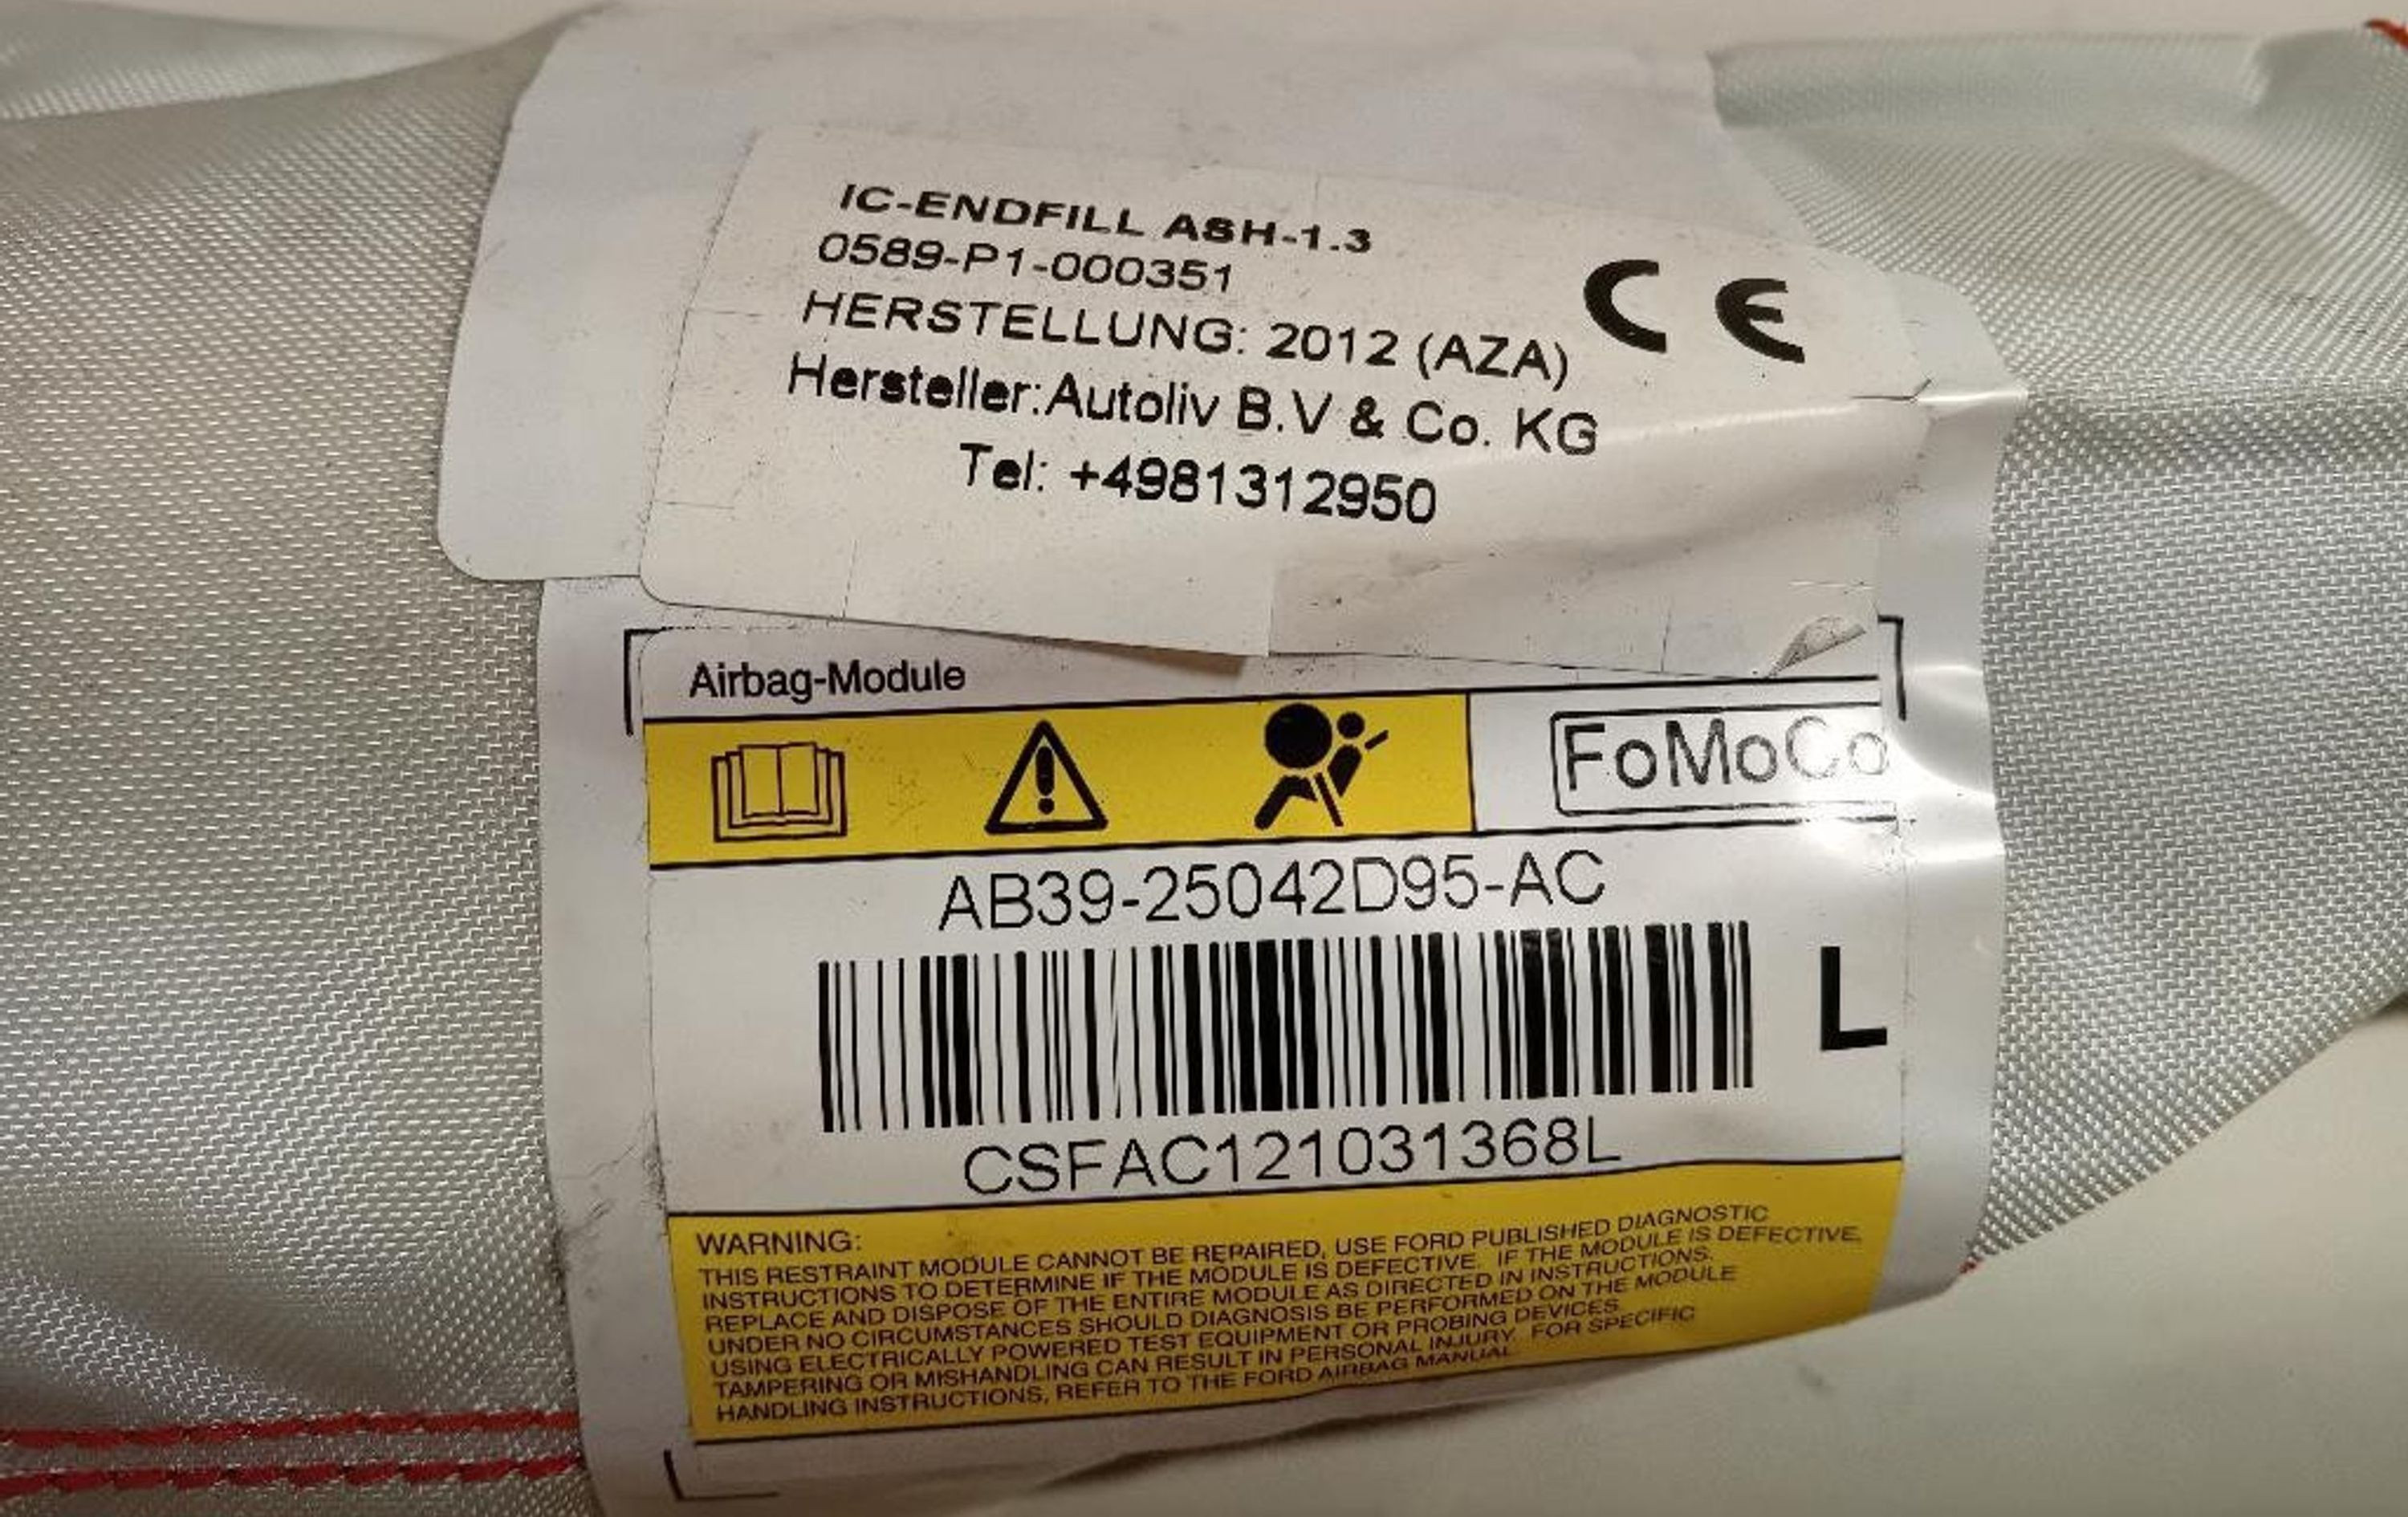 IC-ENDFILL ASH-1.3
0589-P1-000351
HERSTELLUNG: 2012 (AZA)
CE
Hersteller:Autoliv B.V & Co. KG
Tel: +4981312950
Airbag-Module
FoMoCo
AB39-25042D95-AC
L
CSFAC121031368L
WARNING:
THIS RESTRAINT MODULE CANNOT BE REPAIRED, USE FORD PUBLISHED DIAGNOSTIC
INSTRUCTIONS TO DETERMINE IF THE MODULE IS DEFECTIVE. IF THE MODULE IS DEFECTIVE,
REPLACE AND DISPOSE OF THE ENTIRE MODULE AS DIRECTED IN INSTRUCTIONS.
UNDER NO CIRCUMSTANCES SHOULD DIAGNOSIS BE PERFORMED ON THE MODULE
USING ELECTRICALLY POWERED TEST EQUIPMENT OR PROBING DEVICES.
TAMPERING OR MISHANDLING CAN RESULT IN PERSONAL INJURY. FOR SPECIFIC
HANDLING INSTRUCTIONS, REFER TO THE FORD AIRBAG MANUAL